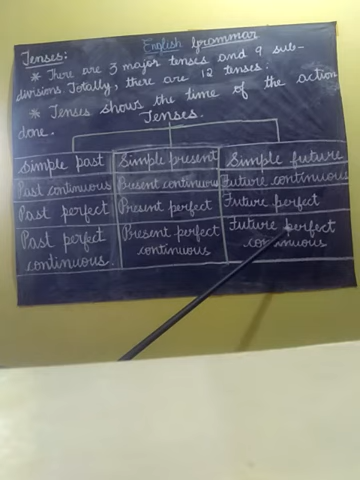 English Grammar
Tenses:
* There are 3 major tenses and 9 sub-
divisions. Totally, there are 12 tenses.
* Tenses shows the time of the action
done.
Tenses.
Simple past Simple present Simple future
Past continuous Present continuous Future continuous
Past perfect Present perfect Future perfect
Past perfect continuous. Present perfect continuous Future perfect continuous